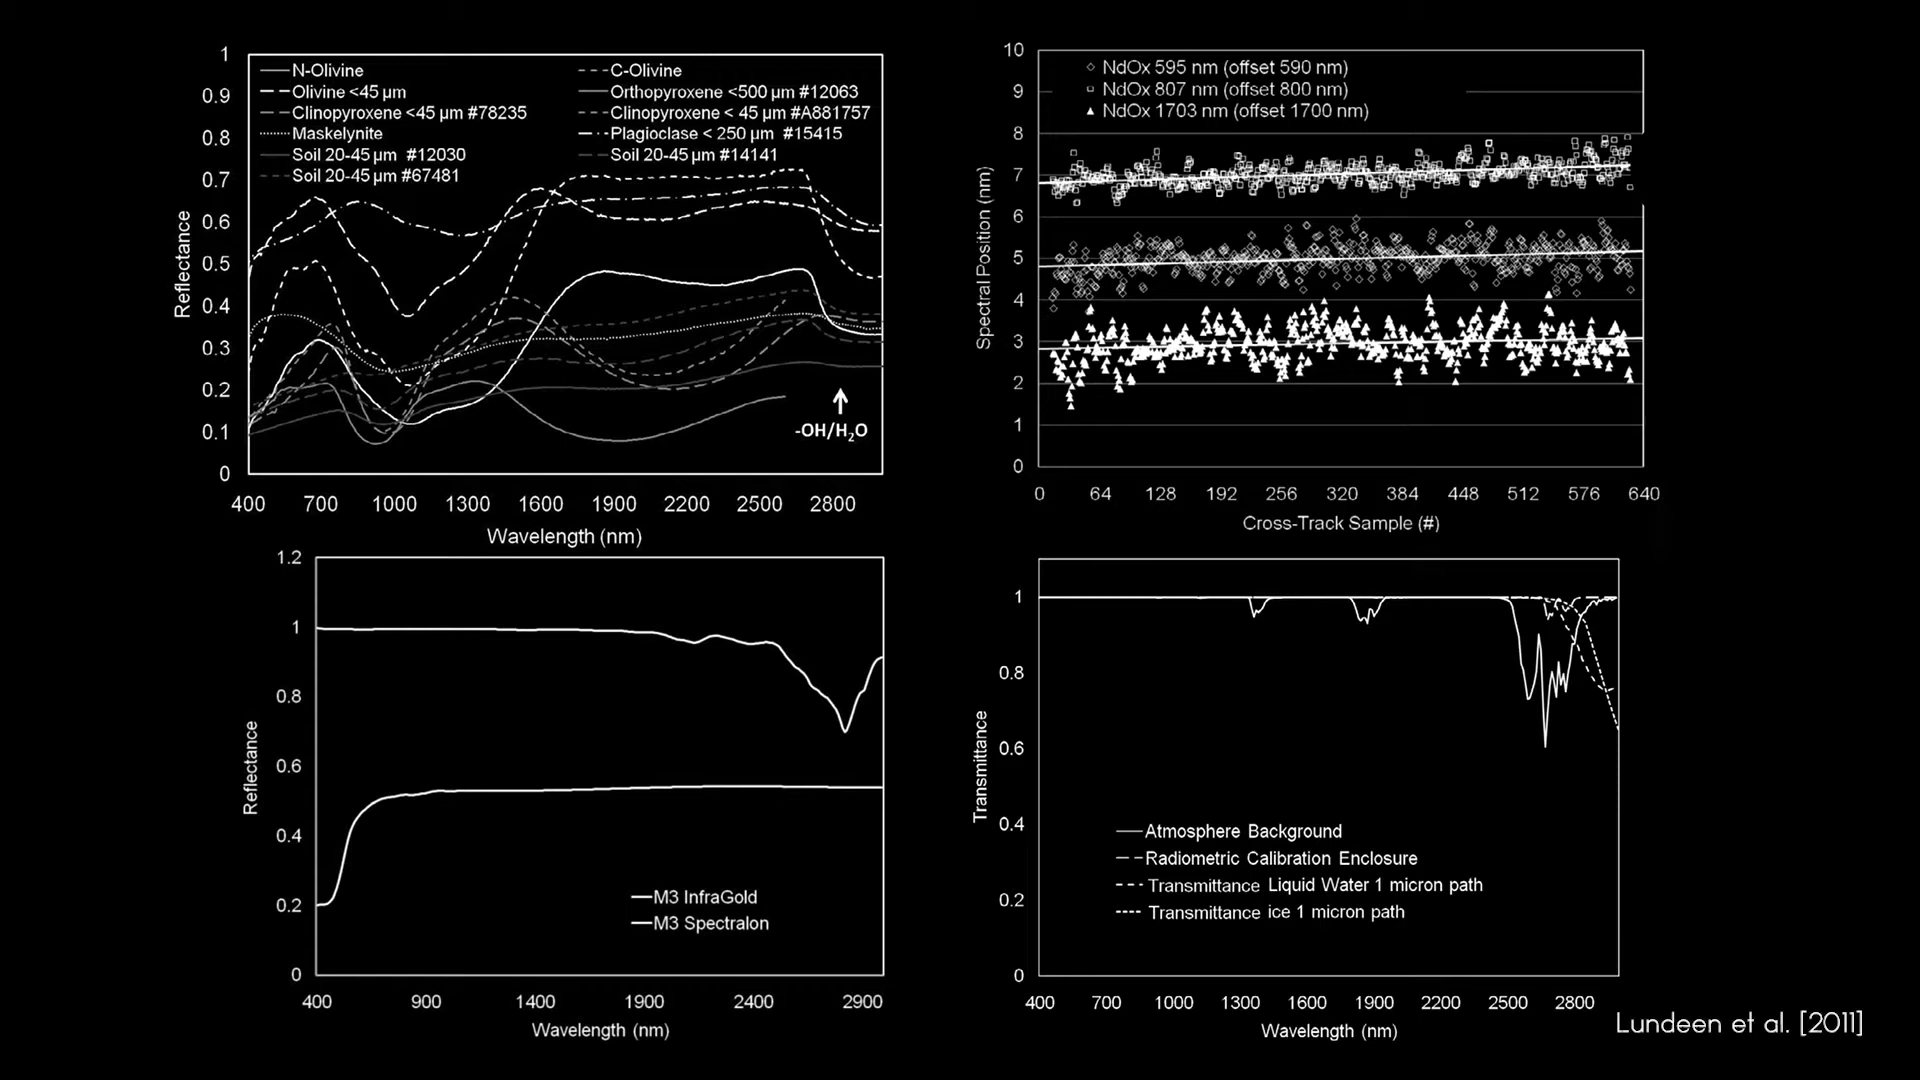 1
0.9
0.8
0.7
0.6
0.5
0.4
0.3
0.2
0.1
0
Reflectance
N-Olivine
C-Olivine
Olivine <45 µm
Orthopyroxene <500 µm #12063
Clinopyroxene <45 µm #78235
Clinopyroxene < 45 µm #A881757
Maskelynite
Plagioclase < 250 µm #15415
Soil 20-45 µm #12030
Soil 20-45 µm #14141
Soil 20-45 µm #67481
-OH/H₂O
400 700 1000 1300 1600 1900 2200 2500 2800
Wavelength (nm)
10
9
8
7
6
5
4
3
2
1
0
Spectral Position (nm)
NdOx 595 nm (offset 590 nm)
NdOx 807 nm (offset 800 nm)
NdOx 1703 nm (offset 1700 nm)
0 64 128 192 256 320 384 448 512 576 640
Cross-Track Sample (#)
1.2
1
0.8
0.6
0.4
0.2
0
Reflectance
M3 InfraGold
M3 Spectralon
400 900 1400 1900 2400 2900
Wavelength (nm)
1
0.8
0.6
0.4
0.2
0
Transmittance
Atmosphere Background
Radiometric Calibration Enclosure
Transmittance Liquid Water 1 micron path
Transmittance ice 1 micron path
400 700 1000 1300 1600 1900 2200 2500 2800
Wavelength (nm)
Lundeen et al. [2011]